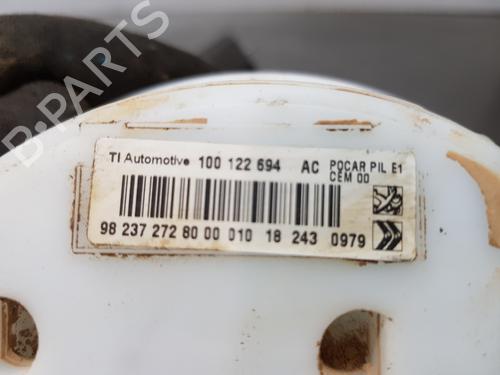 TI Automotive 100 122 694 AC POCAR PIL E1
CEM 00
98 237 272 80 00 010 18 243 0979
B-PARTS